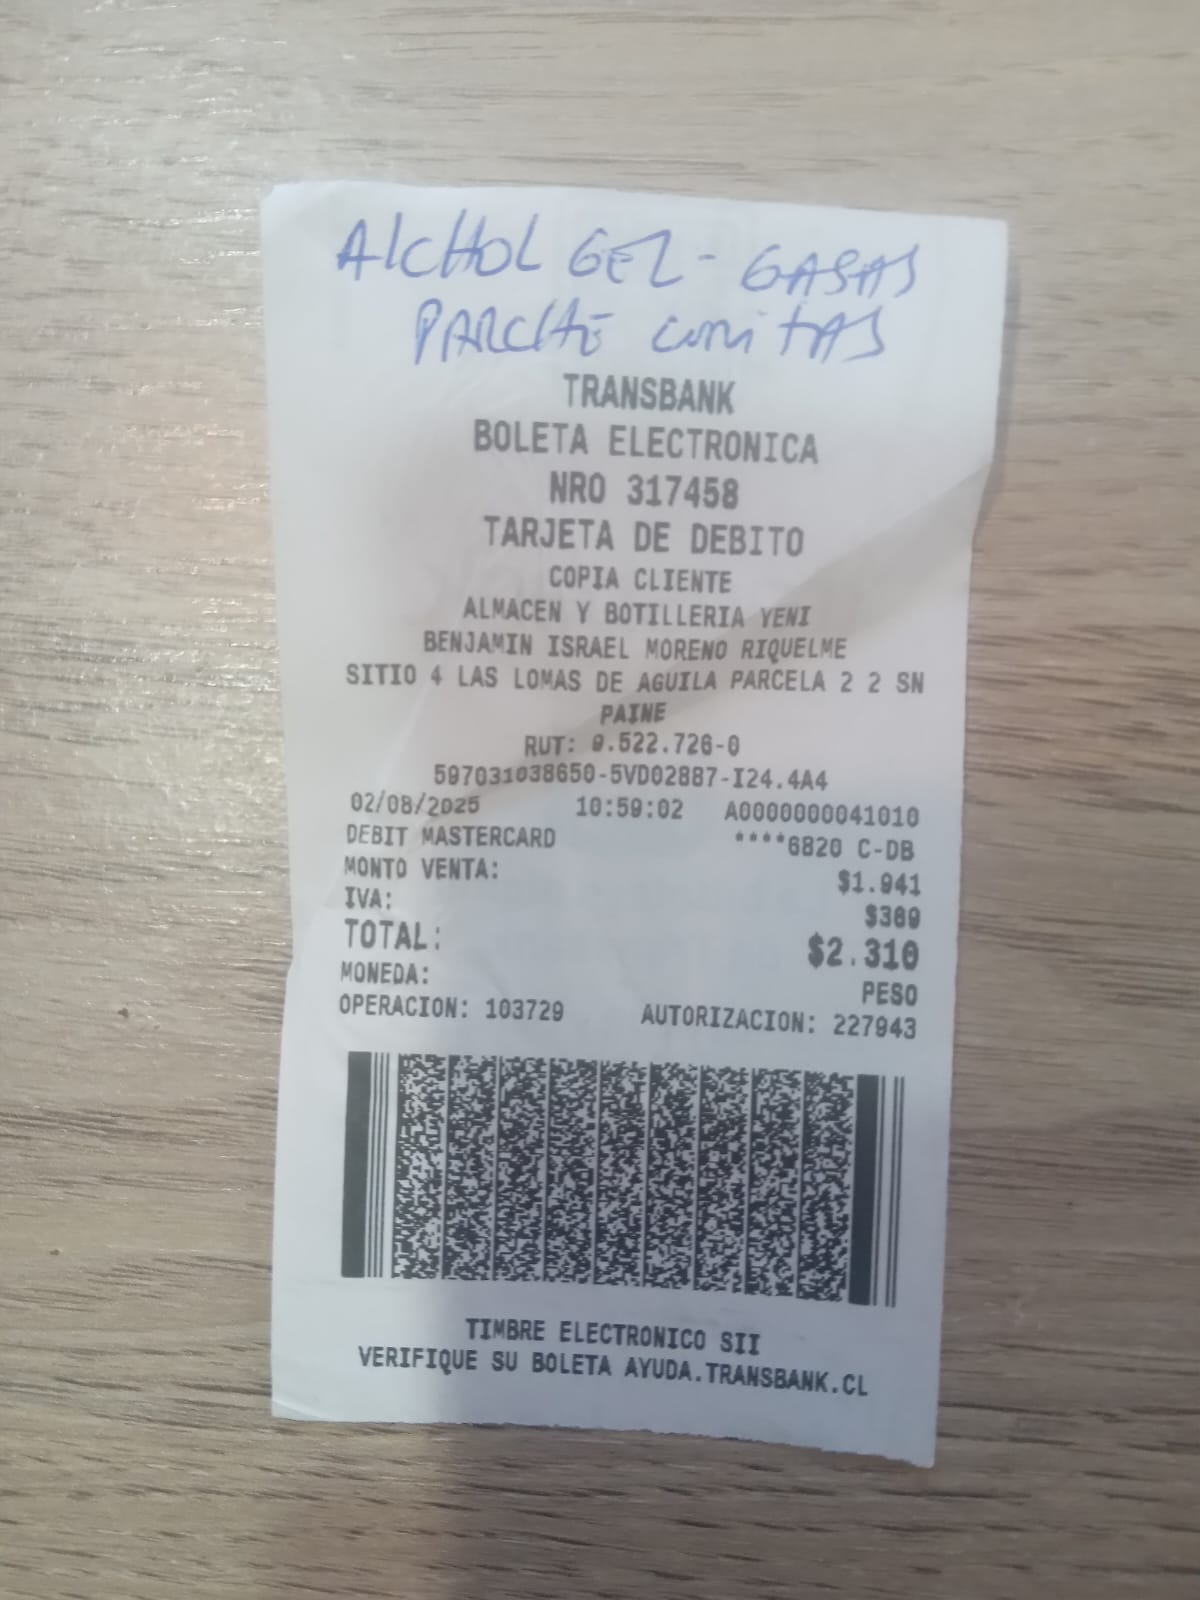 AlCHOL GEL - GASAS
PARCHE CURITAS
TRANSBANK
BOLETA ELECTRONICA
NRO 317458
TARJETA DE DEBITO
COPIA CLIENTE
ALMACEN Y BOTILLERIA YENI
BENJAMIN ISRAEL MORENO RIQUELME
SITIO 4 LAS LOMAS DE AGUILA PARCELA 2 2 SN
PAINE
RUT: 9.522.726-0
597031038650-5VD02887-I24.4A4
02/08/2025 10:59:02 A0000000041010
DEBIT MASTERCARD ****6820 C-DB
MONTO VENTA: $1.941
IVA: $369
TOTAL: $2.310
MONEDA: PESO
OPERACION: 103729 AUTORIZACION: 227943
TIMBRE ELECTRONICO SII
VERIFIQUE SU BOLETA AYUDA.TRANSBANK.CL